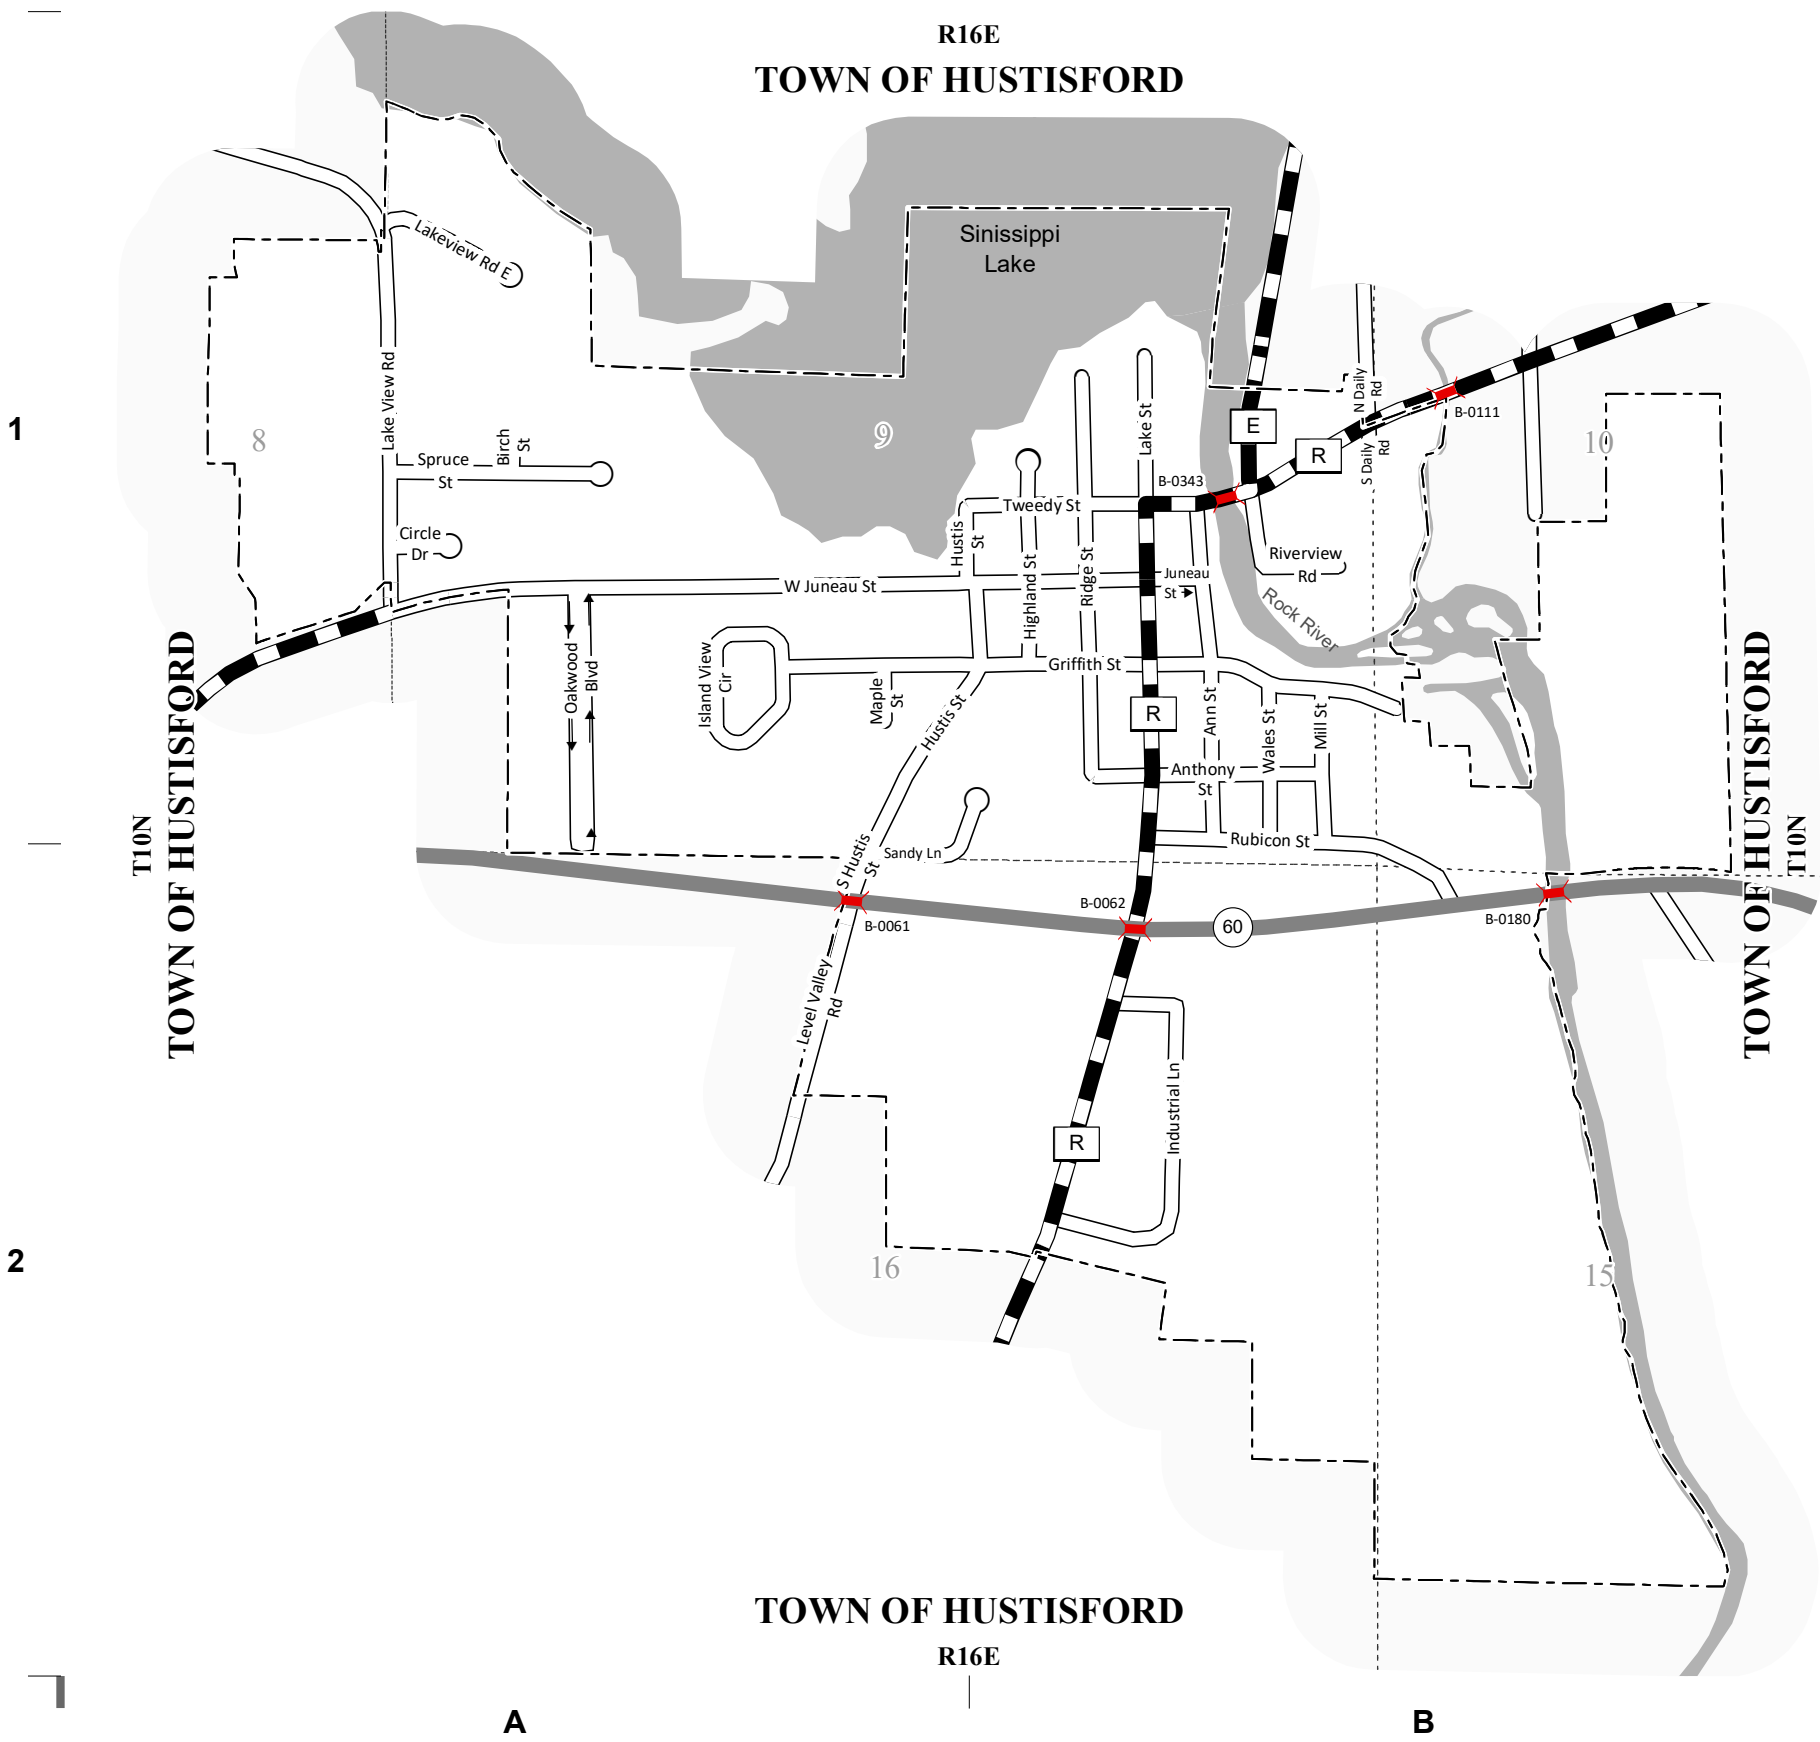 R16E
TOWN OF HUSTISFORD
Sinissippi
Lake
Lakeview Rd E
Lake View Rd
1
8
9
10
E
R
B-0111
N Daily
Rd
S Daily
Rd
Lake St
B-0343
Spruce
St
Birch
St
Circle
Dr
Tweedy St
Hustis
St
Highland St
Ridge St
W Juneau St
Juneau
St
Riverview
Rd
Rock River
Oakwood
Blvd
Island View
Cir
Maple
St
Griffith St
Hustis St
R
Ann St
Wales St
Mill St
Anthony
St
Rubicon St
Sandy Ln
S Hustis
St
T10N
TOWN OF HUSTISFORD
TOWN OF HUSTISFORD
T10N
B-0061
B-0062
60
B-0180
Level Valley
Rd
Industrial Ln
R
2
16
15
TOWN OF HUSTISFORD
R16E
A
B